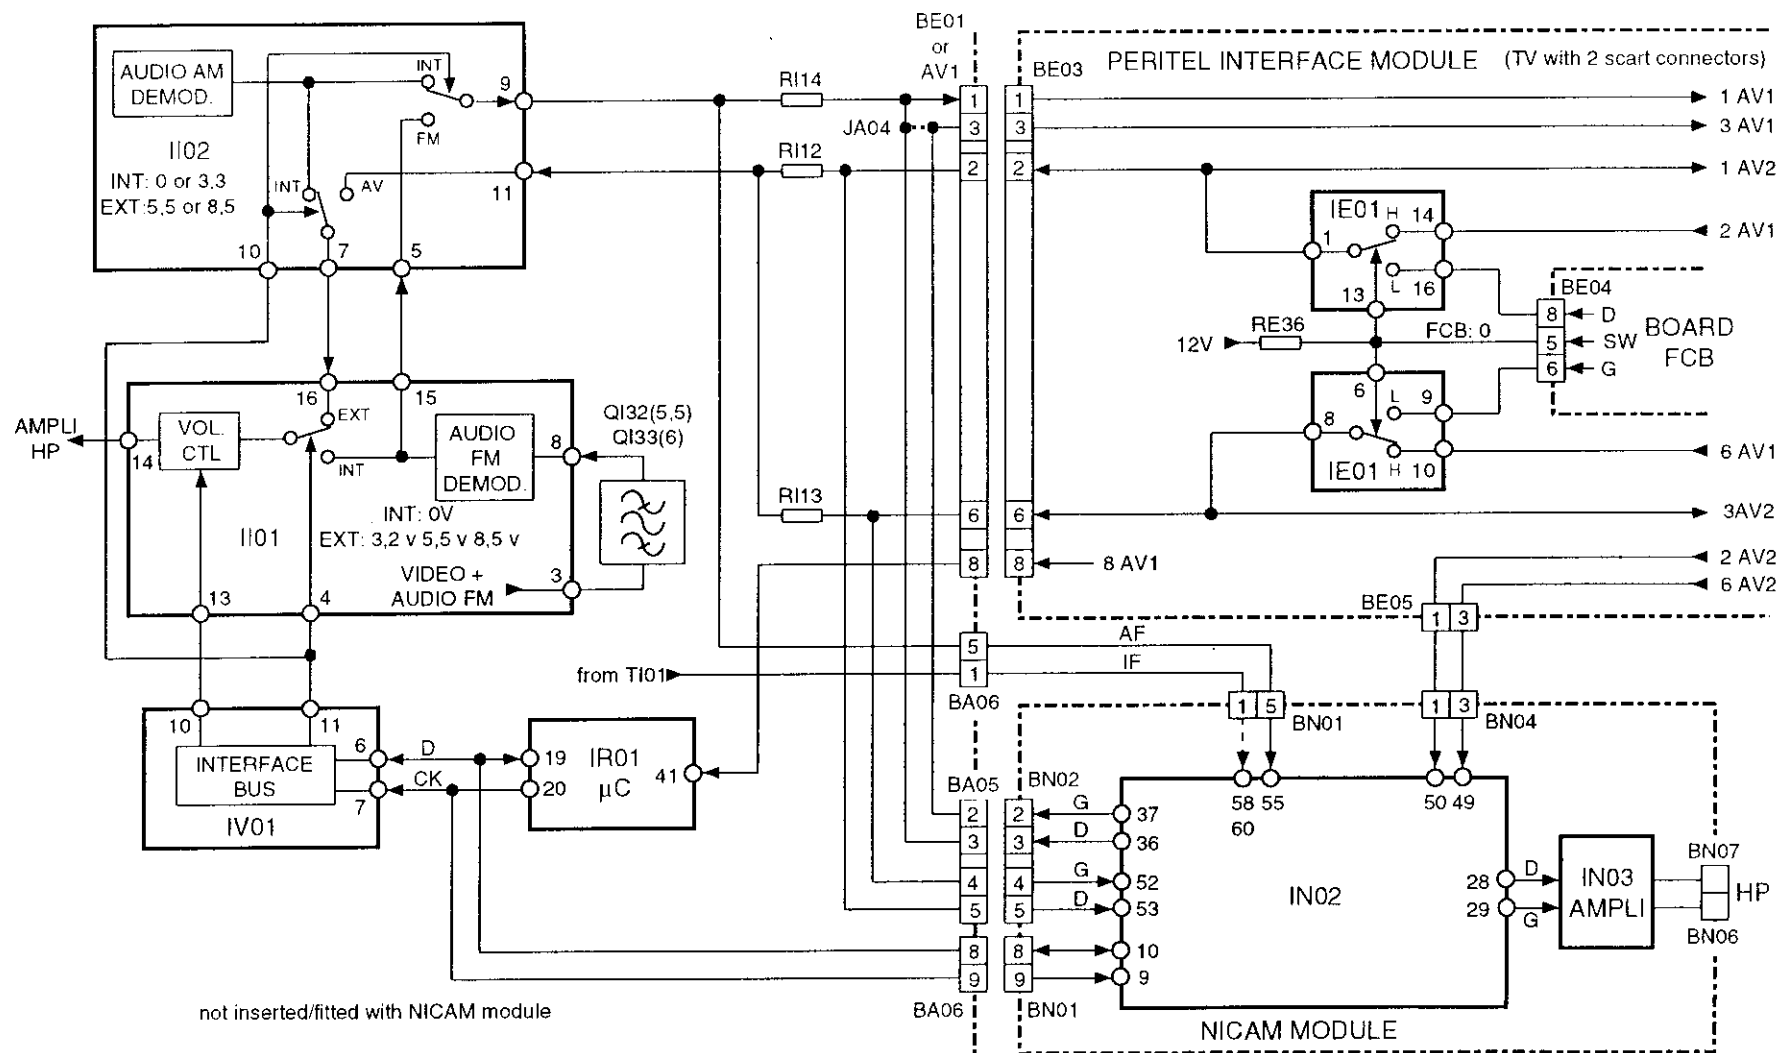 BE01
or
AV1
BE03
PERITEL INTERFACE MODULE (TV with 2 scart connectors)
AUDIO AM
DEMOD.
INT
9
FM
II02
INT: 0 or 3,3
EXT:5,5 or 8,5
INT
AV
11
10
7
5
RI14
JA04
RI12
1
3
2
1
3
2
1 AV1
3 AV1
1 AV2
IE01
H
14
1
L
16
13
2 AV1
BE04
8
D
5
SW
6
G
BOARD
FCB
12V
RE36
FCB: 0
6
L
9
8
IE01
H
10
6 AV1
3AV2
16
15
EXT
AMPLI
HP
14
VOL.
CTL
INT
AUDIO
FM
DEMOD.
8
QI32(5,5)
QI33(6)
INT: 0V
EXT: 3,2 v 5,5 v 8,5 v
II01
VIDEO +
AUDIO FM
3
13
4
RI13
6
8
6
8
8 AV1
2 AV2
6 AV2
BE05
1
3
from TI01
5
1
AF
IF
BA06
1
5
BN01
1
3
BN04
10
11
INTERFACE
BUS
6
7
IV01
D
CK
19
20
IR01
µC
41
BA05
BN02
2
3
4
5
8
9
2
3
4
5
8
9
G
D
G
D
37
36
52
53
10
9
58
60
55
50
49
IN02
28
29
D
G
IN03
AMPLI
BN07
HP
BN06
BA06
BN01
NICAM MODULE
not inserted/fitted with NICAM module